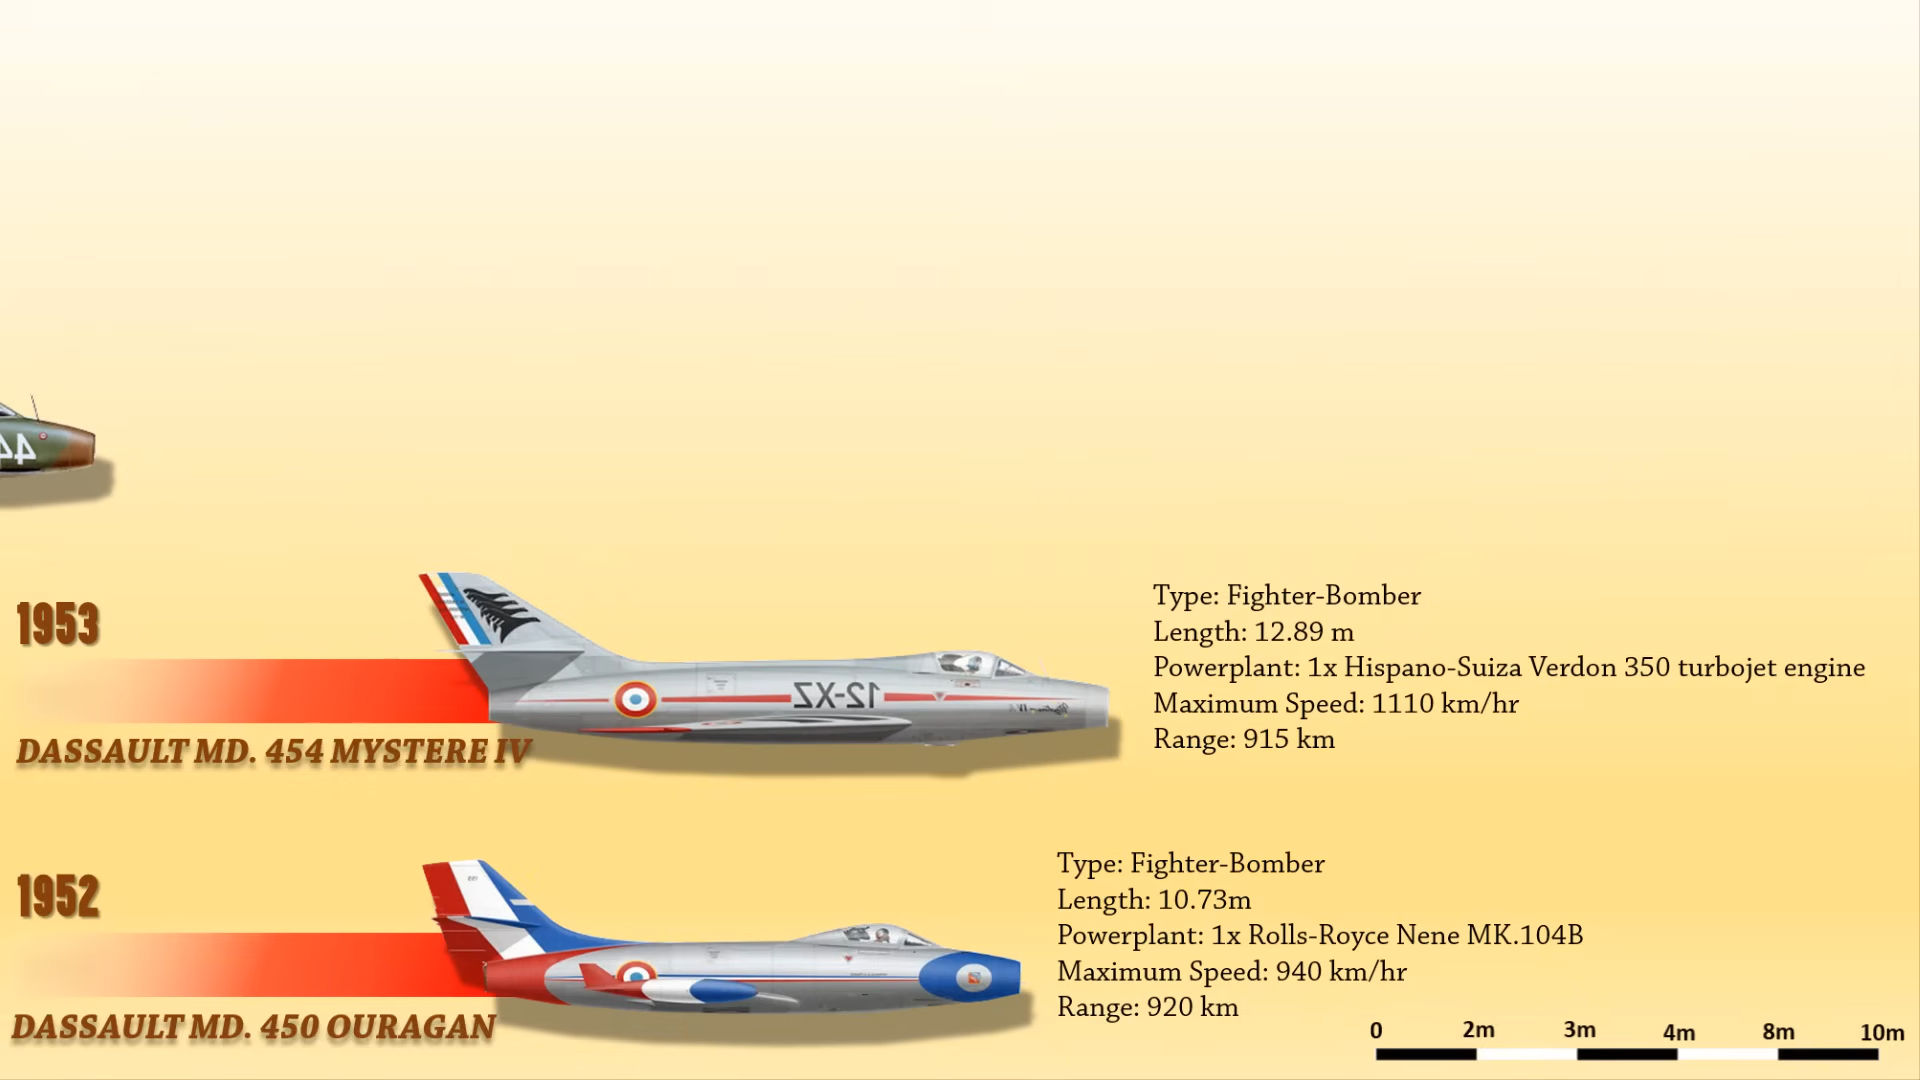 44
1953
12-XZ
DASSAULT MD. 454 MYSTERE IV
Type: Fighter-Bomber
Length: 12.89 m
Powerplant: 1x Hispano-Suiza Verdon 350 turbojet engine
Maximum Speed: 1110 km/hr
Range: 915 km
1952
DASSAULT MD. 450 OURAGAN
Type: Fighter-Bomber
Length: 10.73m
Powerplant: 1x Rolls-Royce Nene MK.104B
Maximum Speed: 940 km/hr
Range: 920 km
0 2m 3m 4m 8m 10m